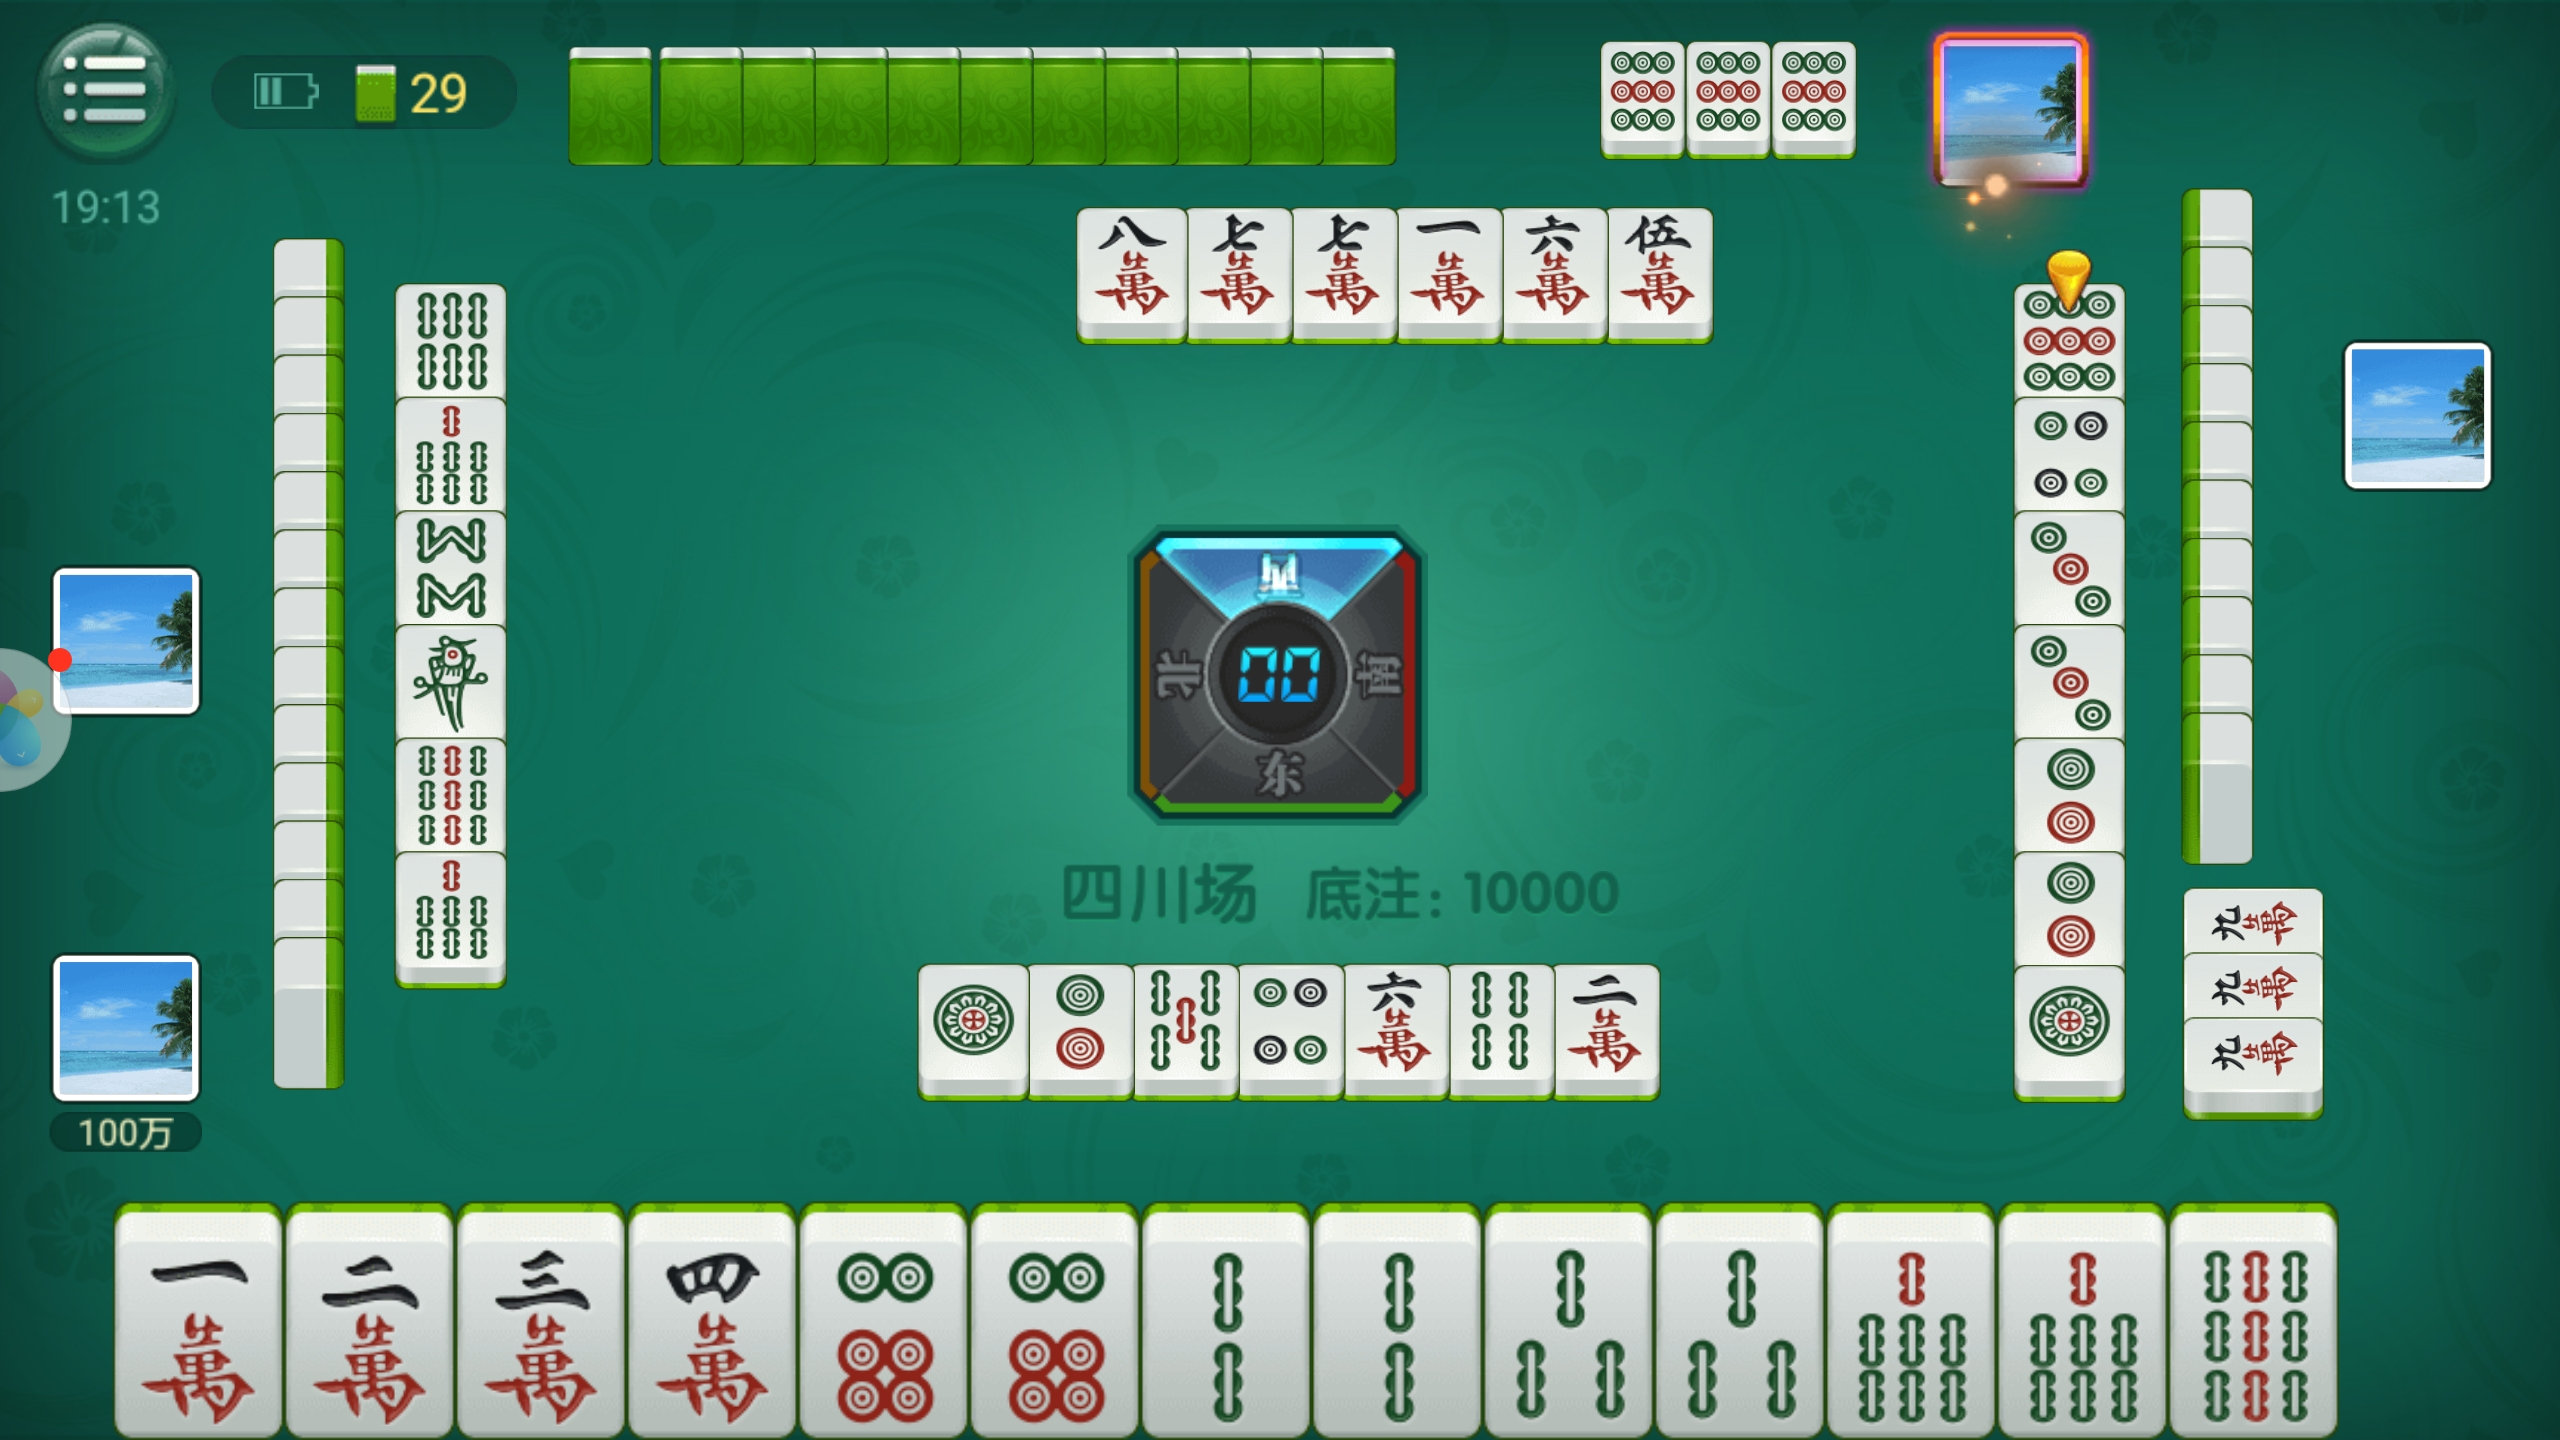 29
19:13
八萬 七萬 七萬 一萬 六萬 伍萬
西
北 00 南
东
四川场 底注: 10000
九萬
九萬
九萬
六萬 二萬
100万
一萬 二萬 三萬 四萬